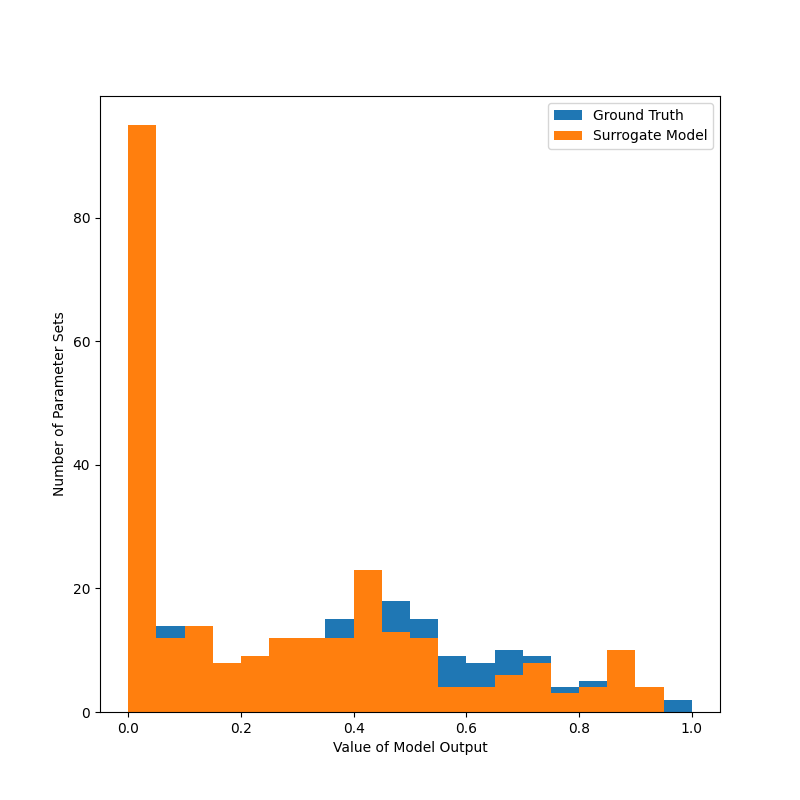 Ground Truth
Surrogate Model
Number of Parameter Sets
80
60
40
20
0
0.0 0.2 0.4 0.6 0.8 1.0
Value of Model Output